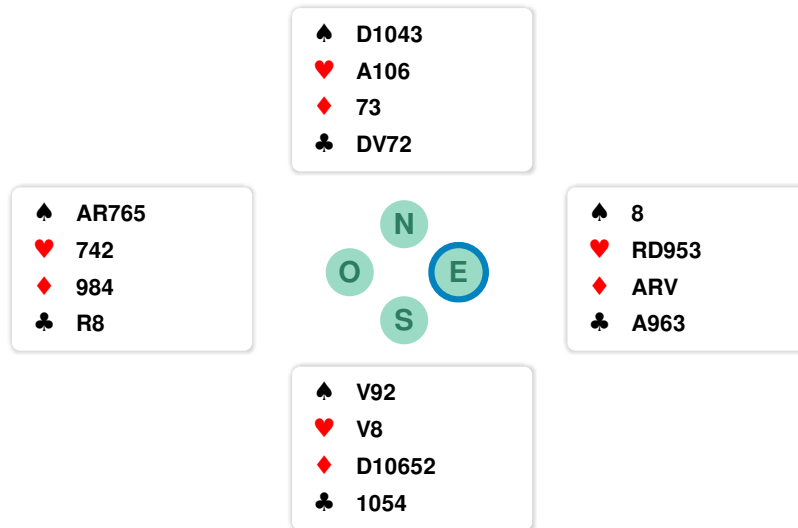 ♠ D1043
♥ A106
♦ 73
♣ DV72
♠ AR765
♥ 742
♦ 984
♣ R8
N
O
E
S
♠ 8
♥ RD953
♦ ARV
♣ A963
♠ V92
♥ V8
♦ D10652
♣ 1054